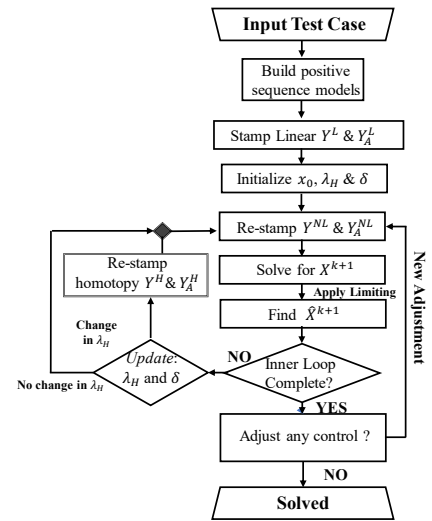 Input Test Case
Build positive
sequence models
Stamp Linear Y^L & Y_A^L
Initialize x_0, λ_H & δ
Re-stamp Y^NL & Y_A^NL
Re-stamp
homotopy Y^H & Y_A^H
Solve for X^k+1
Apply Limiting
Find X̂^k+1
New Adjustment
Change
in λ_H
No change in λ_H
Update:
λ_H and δ
NO
Inner Loop
Complete?
YES
Adjust any control ?
NO
Solved